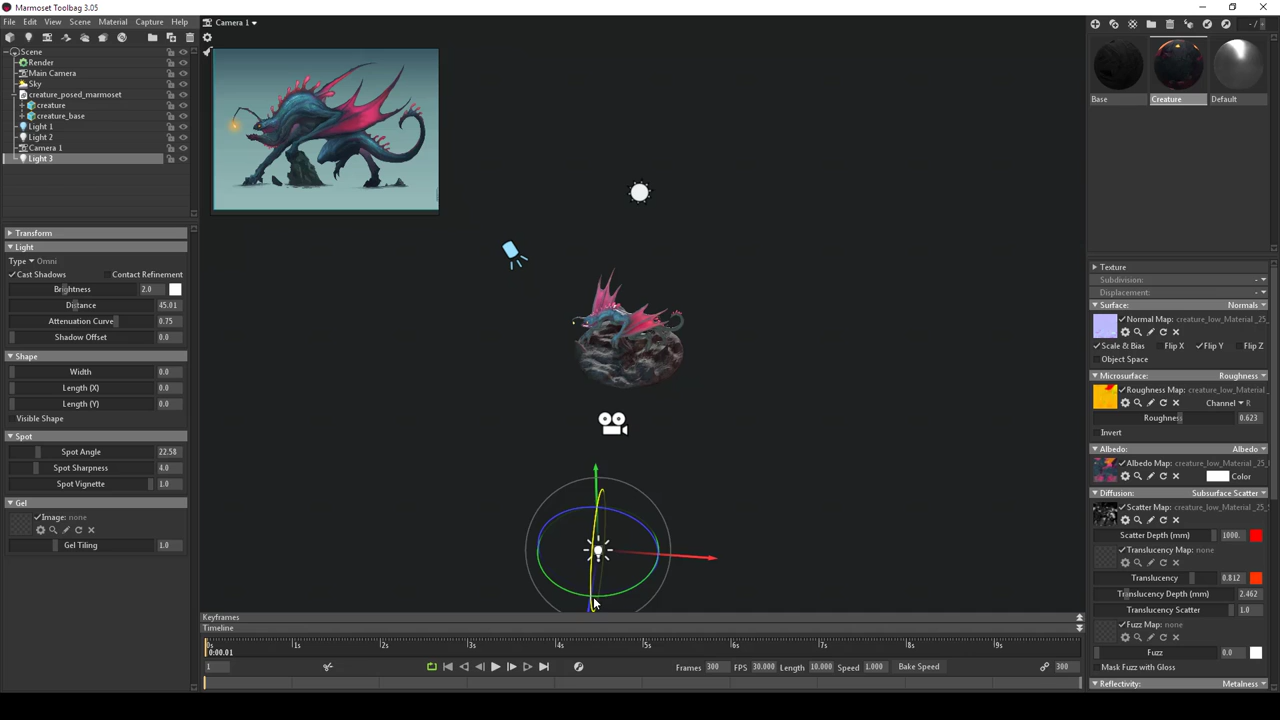 Marmoset Toolbag 3.05
File Edit View Scene Material Capture Help
Camera 1
Scene
Render
Main Camera
Sky
creature_posed_marmoset
creature
creature_base
Light 1
Light 2
Camera 1
Light 3
Transform
Light
Type Omni
Cast Shadows Contact Refinement
Brightness 2.0
Distance 45.01
Attenuation Curve 0.75
Shadow Offset 0.0
Shape
Width 0.0
Length (X) 0.0
Length (Y) 0.0
Visible Shape
Spot
Spot Angle 22.58
Spot Sharpness 4.0
Spot Vignette 1.0
Gel
Image: none
Gel Tiling 1.0
Keyframes
Timeline
0s 1s 2s 3s 4s 5s 6s 7s 8s 9s
0:00.01
1 Frames 300 FPS 30.000 Length 10.000 Speed 1.000 Bake Speed 300
- /
Base Creature Default
Texture
Subdivision: -
Displacement: -
Surface: Normals
Normal Map: creature_low_Material _25_
Scale & Bias Flip X Flip Y Flip Z
Object Space
Microsurface: Roughness
Roughness Map: creature_low_Material
Channel R
Roughness 0.623
Invert
Albedo: Albedo
Albedo Map: creature_low_Material _25_
Color
Diffusion: Subsurface Scatter
Scatter Map: creature_low_Material _25_S
Scatter Depth (mm) 1000.
Translucency Map: none
Translucency 0.812
Translucency Depth (mm) 2.462
Translucency Scatter 1.0
Fuzz Map: none
Fuzz 0.0
Mask Fuzz with Gloss
Reflectivity: Metalness